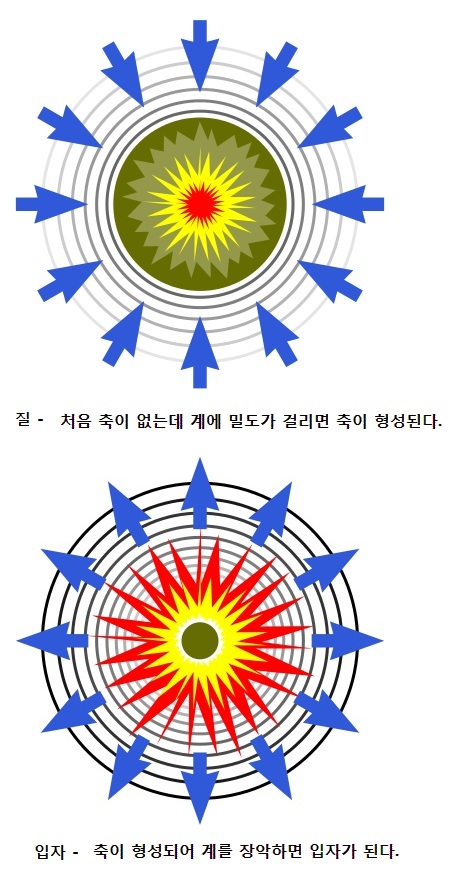 질 - 처음 축이 없는데 계에 밀도가 걸리면 축이 형성된다.
입자 - 축이 형성되어 계를 장악하면 입자가 된다.